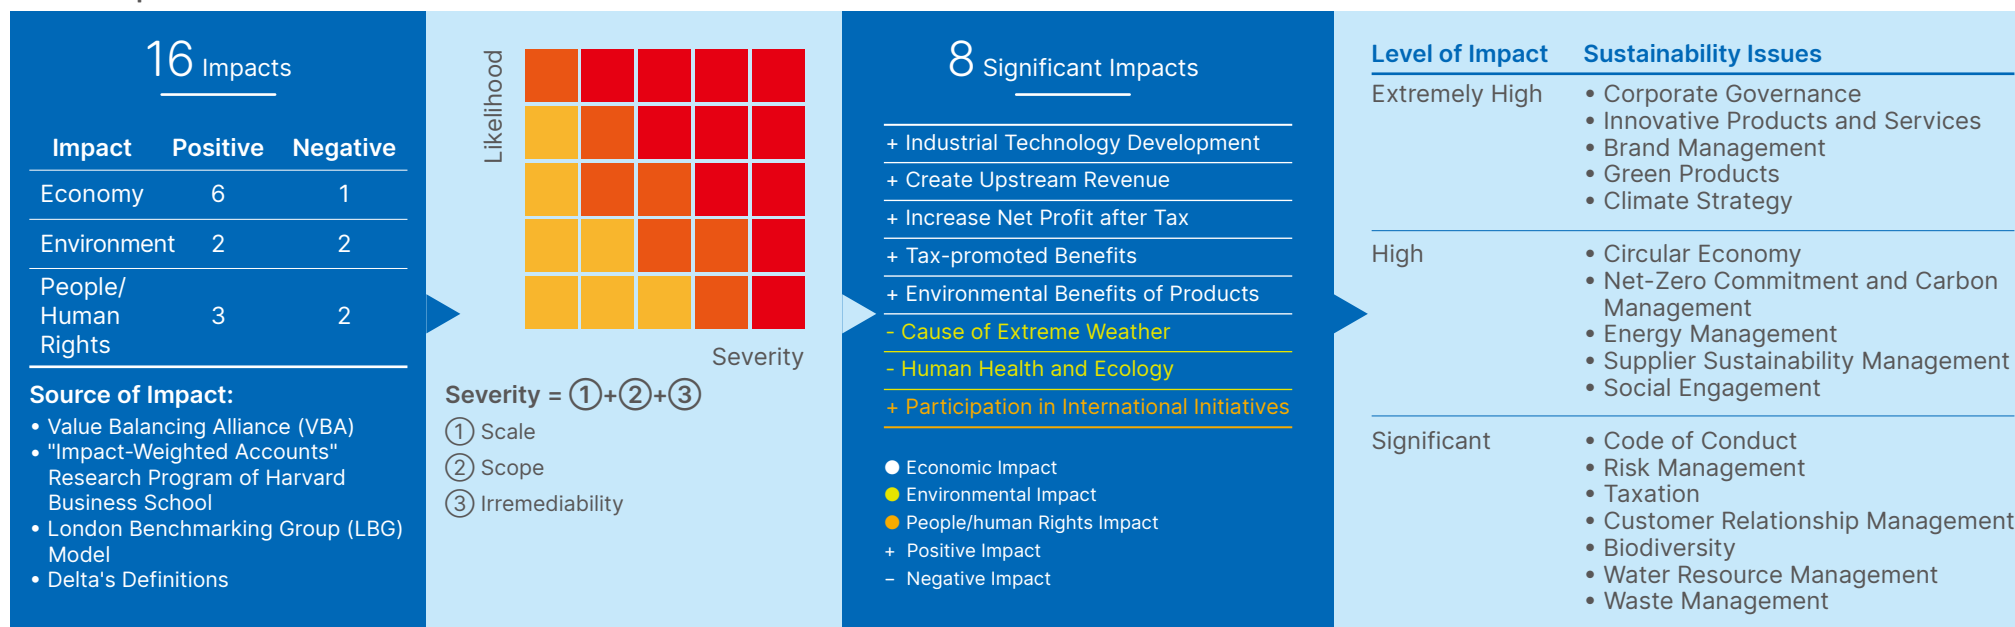 16 Impacts
Impact Positive Negative
Economy 6 1
Environment 2 2
People/
Human
Rights
3 2
Source of Impact:
• Value Balancing Alliance (VBA)
• "Impact-Weighted Accounts"
Research Program of Harvard
Business School
• London Benchmarking Group (LBG)
Model
• Delta's Definitions
Likelihood
Severity
Severity = ①+②+③
① Scale
② Scope
③ Irremediability
8 Significant Impacts
+ Industrial Technology Development
+ Create Upstream Revenue
+ Increase Net Profit after Tax
+ Tax-promoted Benefits
+ Environmental Benefits of Products
- Cause of Extreme Weather
- Human Health and Ecology
+ Participation in International Initiatives
● Economic Impact
● Environmental Impact
● People/human Rights Impact
+ Positive Impact
– Negative Impact
Level of Impact Sustainability Issues
Extremely High
• Corporate Governance
• Innovative Products and Services
• Brand Management
• Green Products
• Climate Strategy
High
• Circular Economy
• Net-Zero Commitment and Carbon
Management
• Energy Management
• Supplier Sustainability Management
• Social Engagement
Significant
• Code of Conduct
• Risk Management
• Taxation
• Customer Relationship Management
• Biodiversity
• Water Resource Management
• Waste Management